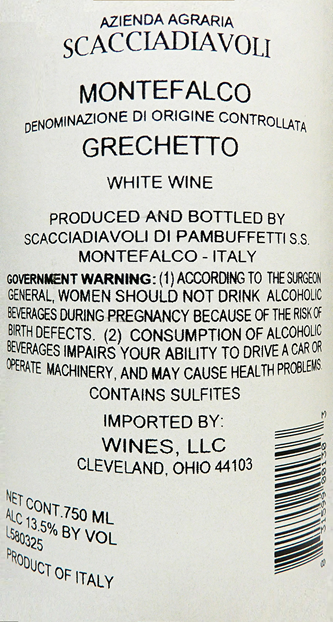 AZIENDA AGRARIA
SCACCIADIAVOLI
MONTEFALCO
DENOMINAZIONE DI ORIGINE CONTROLLATA
GRECHETTO
WHITE WINE
PRODUCED AND BOTTLED BY
SCACCIADIAVOLI DI PAMBUFFETTI S.S.
MONTEFALCO - ITALY
GOVERNMENT WARNING: (1) ACCORDING TO THE SURGEON
GENERAL, WOMEN SHOULD NOT DRINK ALCOHOLIC
BEVERAGES DURING PREGNANCY BECAUSE OF THE RISK OF
BIRTH DEFECTS. (2) CONSUMPTION OF ALCOHOLIC
BEVERAGES IMPAIRS YOUR ABILITY TO DRIVE A CAR OR
OPERATE MACHINERY, AND MAY CAUSE HEALTH PROBLEMS.
CONTAINS SULFITES
IMPORTED BY:
WINES, LLC
CLEVELAND, OHIO 44103
NET CONT.750 ML
ALC 13.5% BY VOL
L580325
PRODUCT OF ITALY